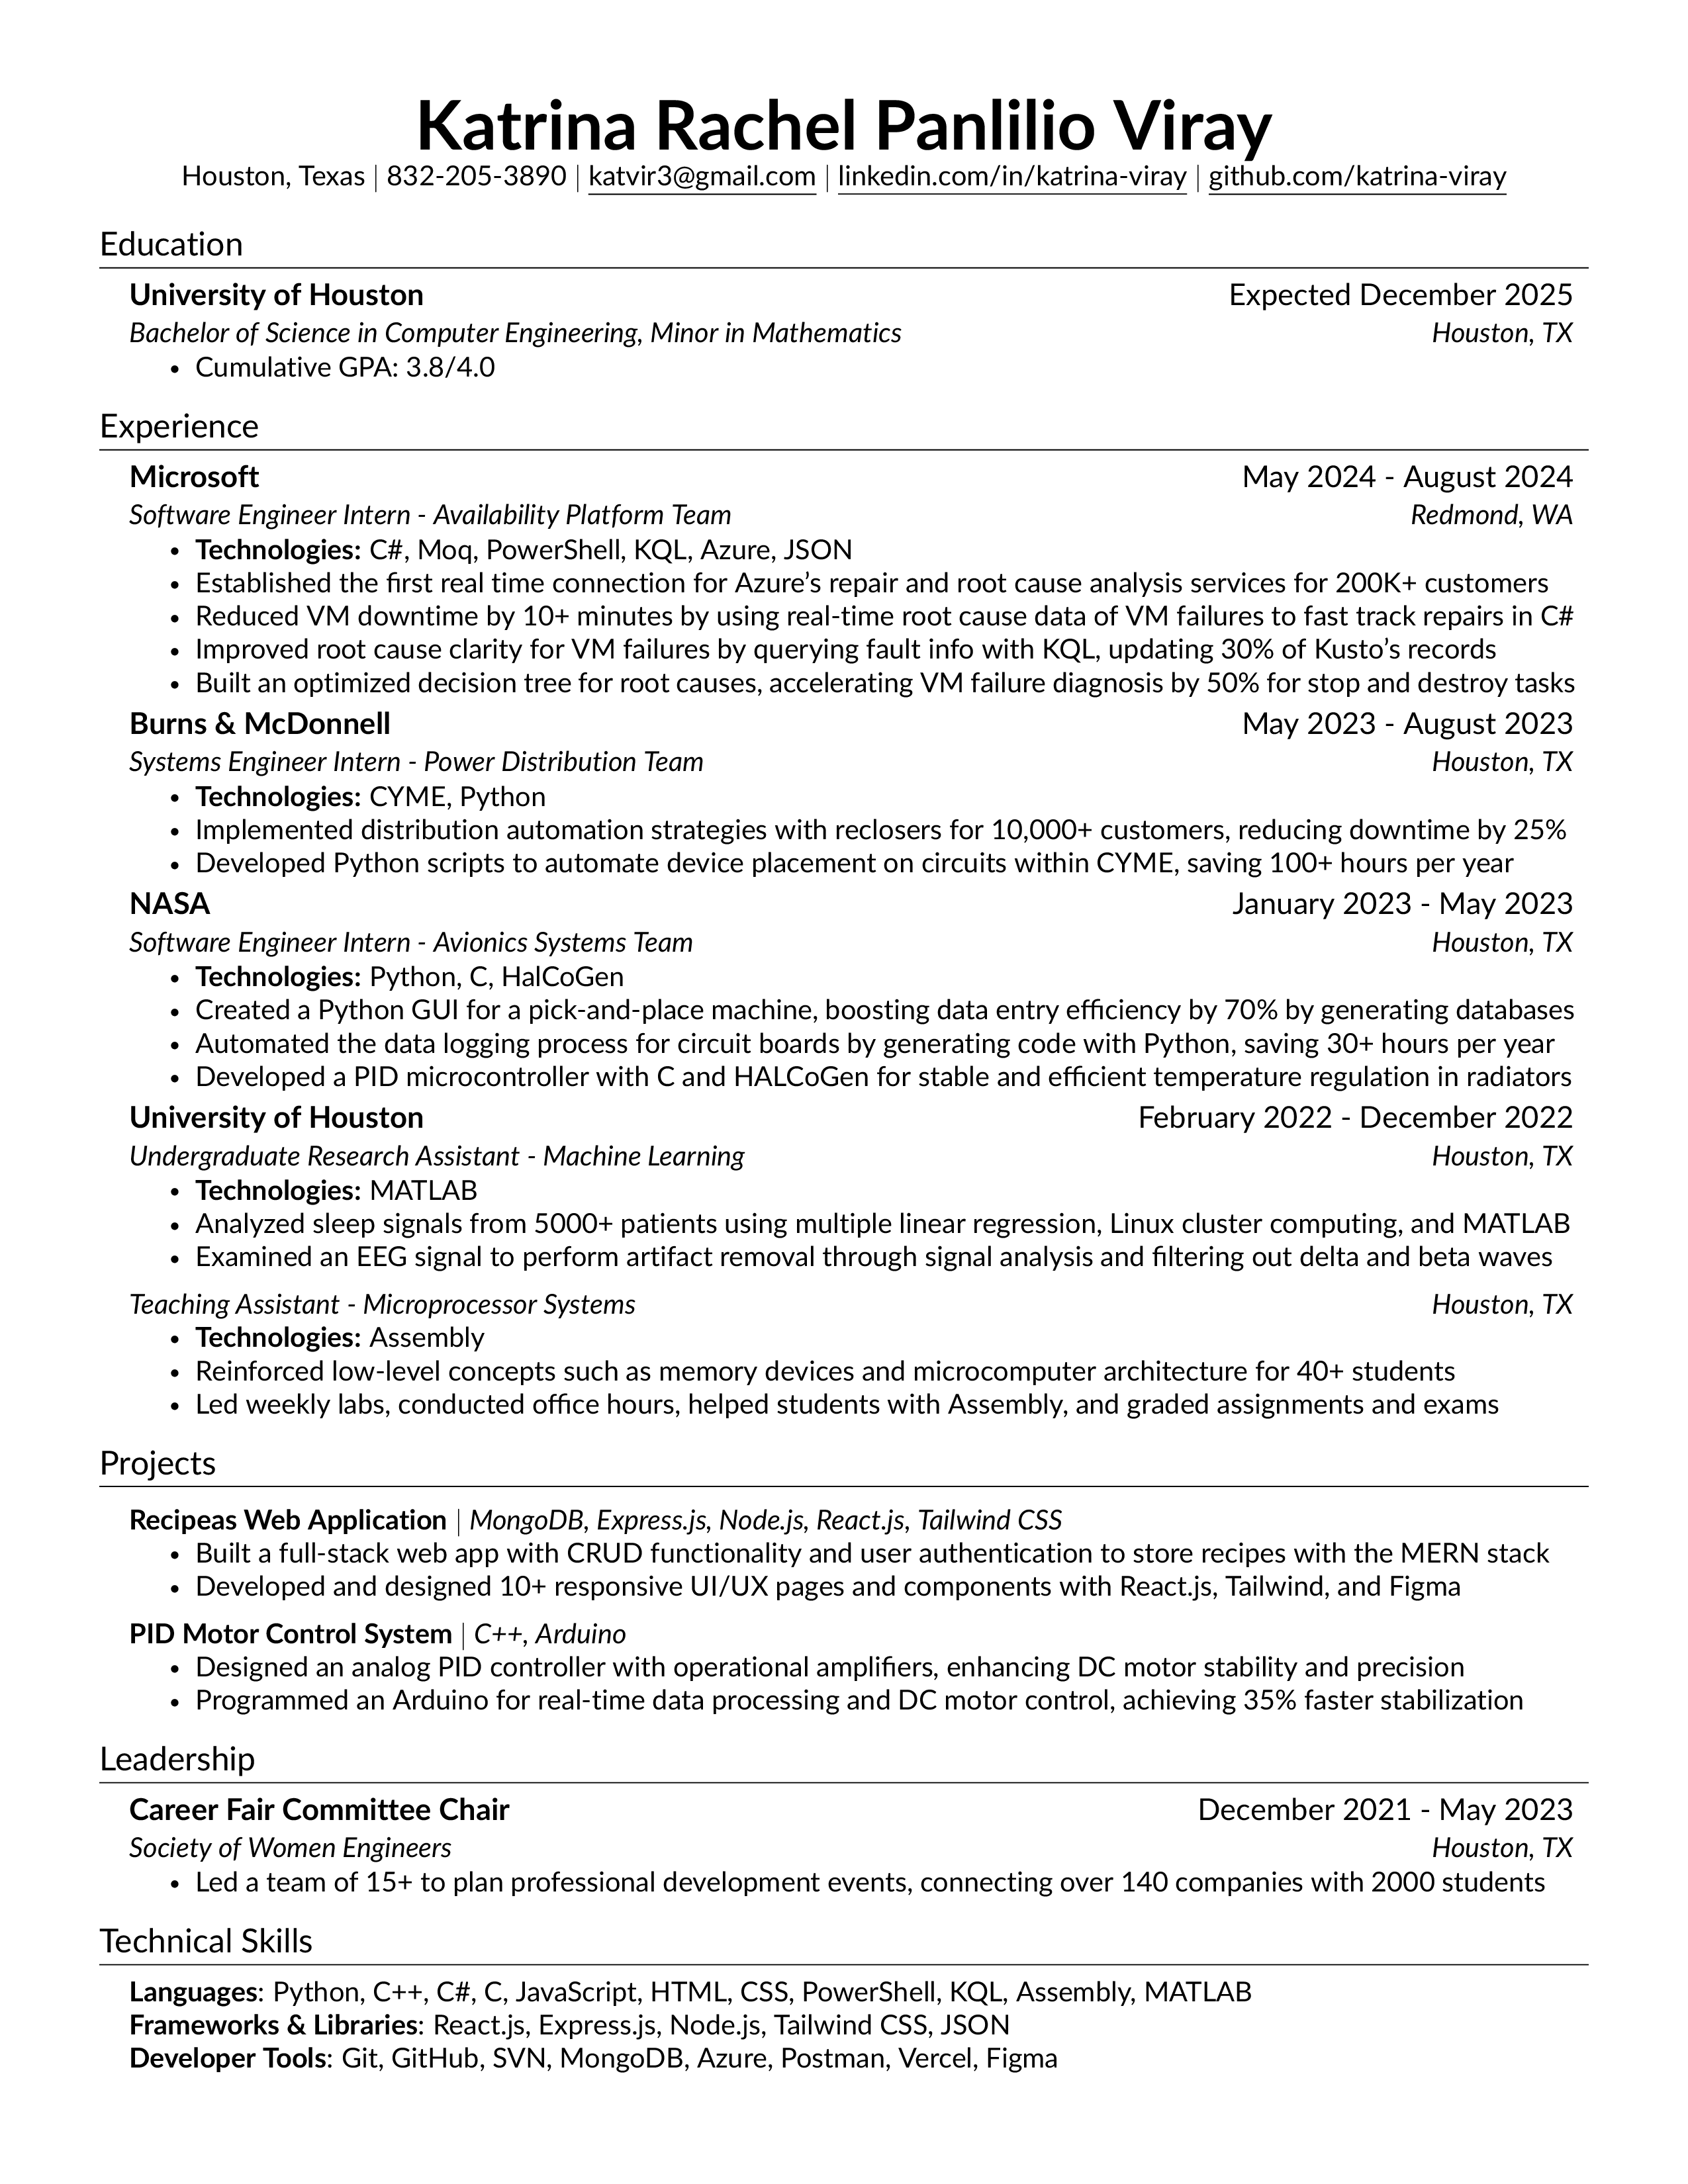 Katrina Rachel Panlilio Viray
Houston, Texas | 832-205-3890 | katvir3@gmail.com | linkedin.com/in/katrina-viray | github.com/katrina-viray
Education
University of Houston Expected December 2025
Bachelor of Science in Computer Engineering, Minor in Mathematics Houston, TX
• Cumulative GPA: 3.8/4.0
Experience
Microsoft May 2024 - August 2024
Software Engineer Intern - Availability Platform Team Redmond, WA
• Technologies: C#, Moq, PowerShell, KQL, Azure, JSON
• Established the first real time connection for Azure’s repair and root cause analysis services for 200K+ customers
• Reduced VM downtime by 10+ minutes by using real-time root cause data of VM failures to fast track repairs in C#
• Improved root cause clarity for VM failures by querying fault info with KQL, updating 30% of Kusto’s records
• Built an optimized decision tree for root causes, accelerating VM failure diagnosis by 50% for stop and destroy tasks
Burns & McDonnell May 2023 - August 2023
Systems Engineer Intern - Power Distribution Team Houston, TX
• Technologies: CYME, Python
• Implemented distribution automation strategies with reclosers for 10,000+ customers, reducing downtime by 25%
• Developed Python scripts to automate device placement on circuits within CYME, saving 100+ hours per year
NASA January 2023 - May 2023
Software Engineer Intern - Avionics Systems Team Houston, TX
• Technologies: Python, C, HalCoGen
• Created a Python GUI for a pick-and-place machine, boosting data entry efficiency by 70% by generating databases
• Automated the data logging process for circuit boards by generating code with Python, saving 30+ hours per year
• Developed a PID microcontroller with C and HALCoGen for stable and efficient temperature regulation in radiators
University of Houston February 2022 - December 2022
Undergraduate Research Assistant - Machine Learning Houston, TX
• Technologies: MATLAB
• Analyzed sleep signals from 5000+ patients using multiple linear regression, Linux cluster computing, and MATLAB
• Examined an EEG signal to perform artifact removal through signal analysis and filtering out delta and beta waves
Teaching Assistant - Microprocessor Systems Houston, TX
• Technologies: Assembly
• Reinforced low-level concepts such as memory devices and microcomputer architecture for 40+ students
• Led weekly labs, conducted office hours, helped students with Assembly, and graded assignments and exams
Projects
Recipeas Web Application | MongoDB, Express.js, Node.js, React.js, Tailwind CSS
• Built a full-stack web app with CRUD functionality and user authentication to store recipes with the MERN stack
• Developed and designed 10+ responsive UI/UX pages and components with React.js, Tailwind, and Figma
PID Motor Control System | C++, Arduino
• Designed an analog PID controller with operational amplifiers, enhancing DC motor stability and precision
• Programmed an Arduino for real-time data processing and DC motor control, achieving 35% faster stabilization
Leadership
Career Fair Committee Chair December 2021 - May 2023
Society of Women Engineers Houston, TX
• Led a team of 15+ to plan professional development events, connecting over 140 companies with 2000 students
Technical Skills
Languages: Python, C++, C#, C, JavaScript, HTML, CSS, PowerShell, KQL, Assembly, MATLAB
Frameworks & Libraries: React.js, Express.js, Node.js, Tailwind CSS, JSON
Developer Tools: Git, GitHub, SVN, MongoDB, Azure, Postman, Vercel, Figma